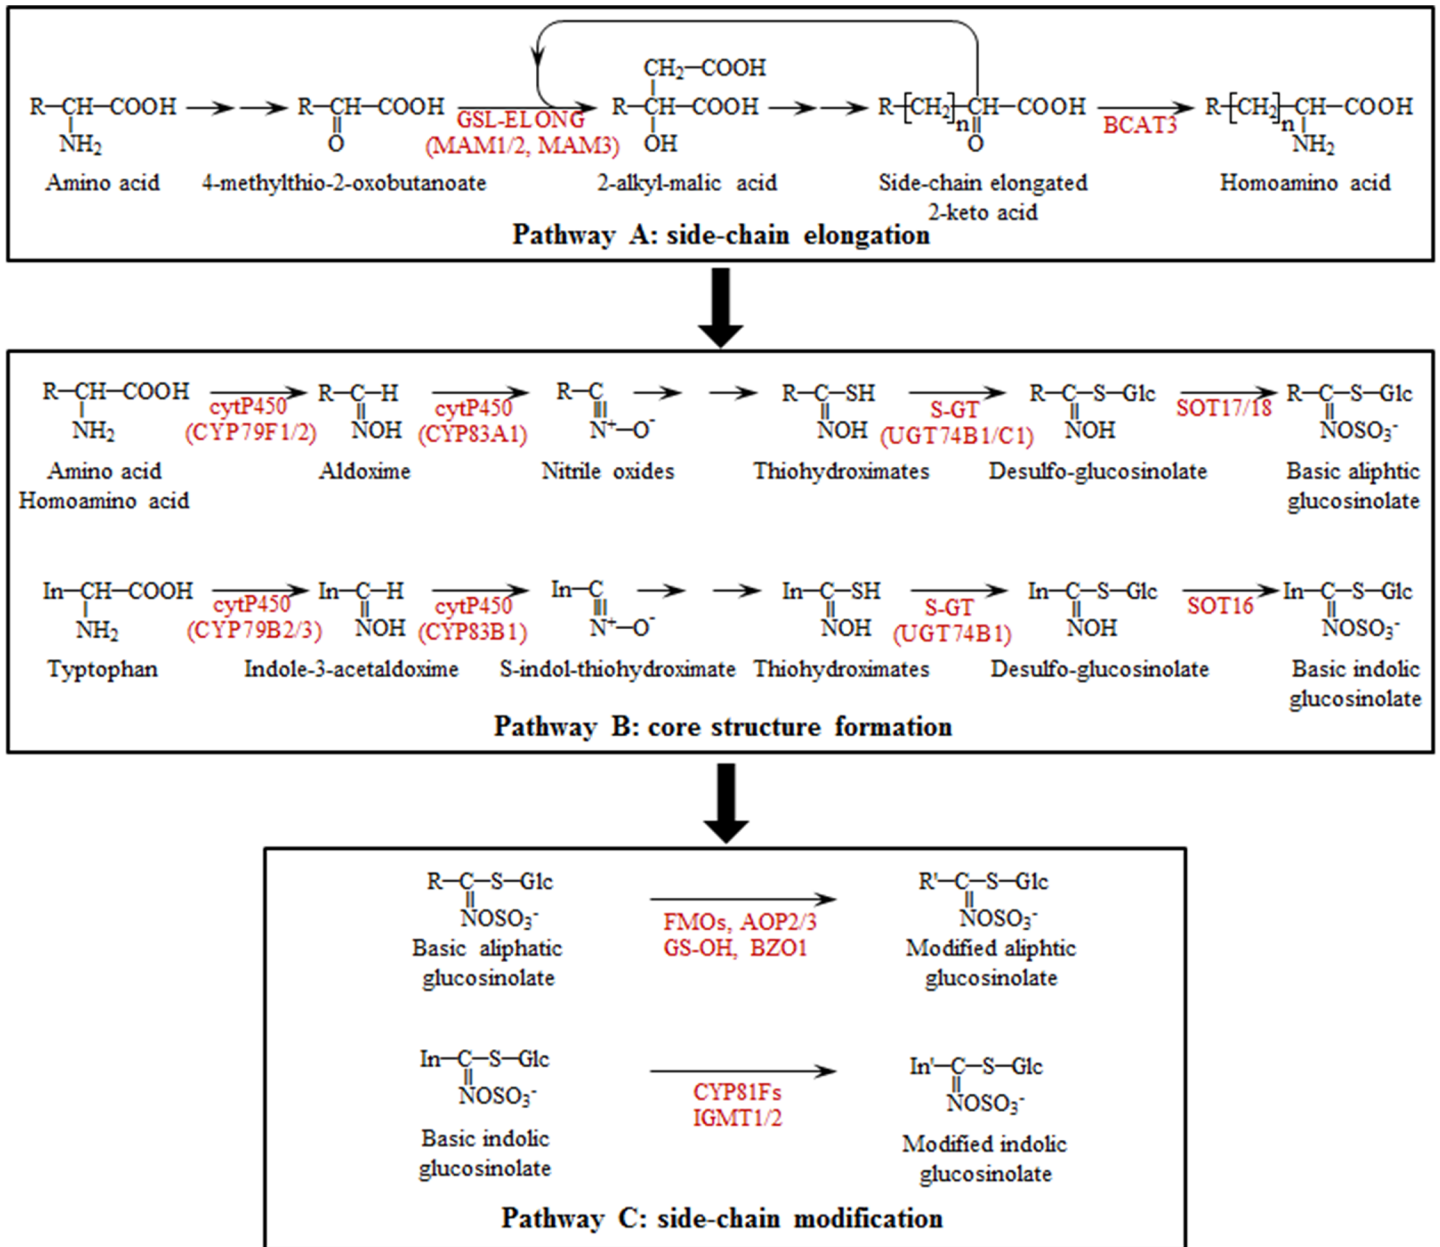 CH₂–COOH
R–CH–COOH R–CH–COOH R–CH–COOH R–[CH₂]n–CH–COOH R–[CH₂]n–CH–COOH
GSL-ELONG BCAT3
NH₂ O (MAM1/2, MAM3) OH O NH₂
Amino acid 4-methylthio-2-oxobutanoate 2-alkyl-malic acid Side-chain elongated Homoamino acid
2-keto acid
Pathway A: side-chain elongation
R–CH–COOH R–C–H R–C R–C–SH R–C–S–Glc R–C–S–Glc
cytP450 cytP450 S-GT SOT17/18
NH₂ (CYP79F1/2) NOH (CYP83A1) N⁺–O⁻ NOH (UGT74B1/C1) NOH NOSO₃⁻
Amino acid Aldoxime Nitrile oxides Thiohydroximates Desulfo-glucosinolate Basic aliphtic
Homoamino acid glucosinolate
In–CH–COOH In–C–H In–C In–C–SH In–C–S–Glc In–C–S–Glc
cytP450 cytP450 S-GT SOT16
NH₂ (CYP79B2/3) NOH (CYP83B1) N⁺–O⁻ NOH (UGT74B1) NOH NOSO₃⁻
Typtophan Indole-3-acetaldoxime S-indol-thiohydroximate Thiohydroximates Desulfo-glucosinolate Basic indolic
glucosinolate
Pathway B: core structure formation
R–C–S–Glc R'–C–S–Glc
NOSO₃⁻ FMOs, AOP2/3 NOSO₃⁻
Basic aliphatic GS-OH, BZO1 Modified aliphtic
glucosinolate glucosinolate
In–C–S–Glc In'–C–S–Glc
NOSO₃⁻ CYP81Fs NOSO₃⁻
IGMT1/2
Basic indolic Modified indolic
glucosinolate glucosinolate
Pathway C: side-chain modification